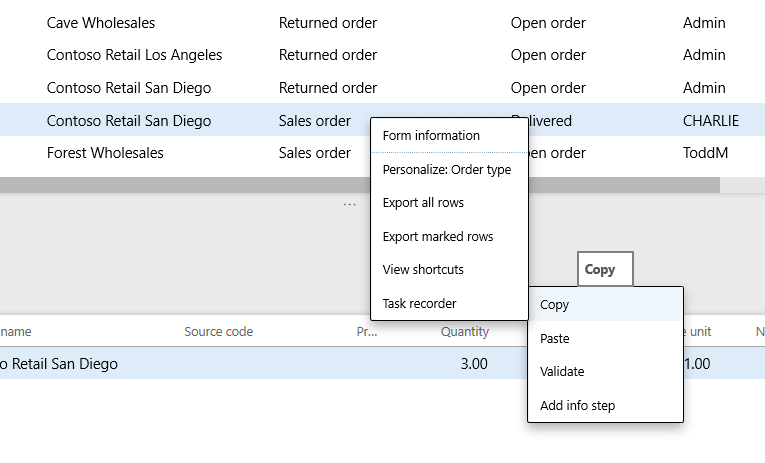 Cave Wholesales Returned order Open order Admin
Contoso Retail Los Angeles Returned order Open order Admin
Contoso Retail San Diego Returned order Open order Admin
Contoso Retail San Diego Sales order CHARLIE
Forest Wholesales Sales order order ToddM
Form information
Personalize: Order type
Export all rows
Export marked rows
View shortcuts
Task recorder
...
Copy
Copy
Paste
Validate
Add info step
name Source code Pr... Quantity unit N
o Retail San Diego 3.00 1.00